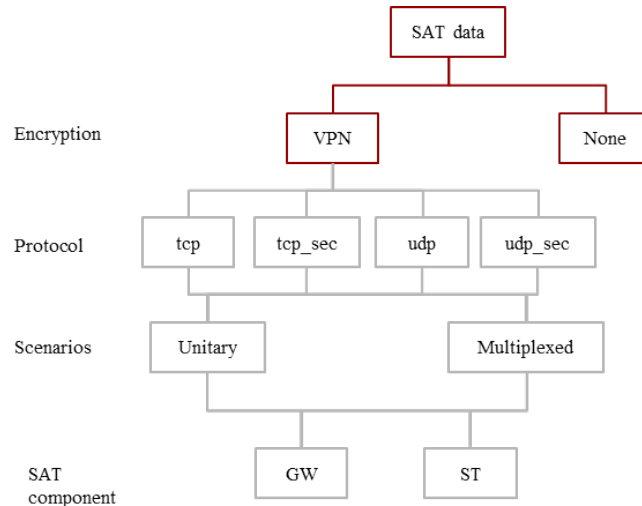 SAT data
Encryption
VPN
None
Protocol
tcp
tcp_sec
udp
udp_sec
Scenarios
Unitary
Multiplexed
SAT
component
GW
ST